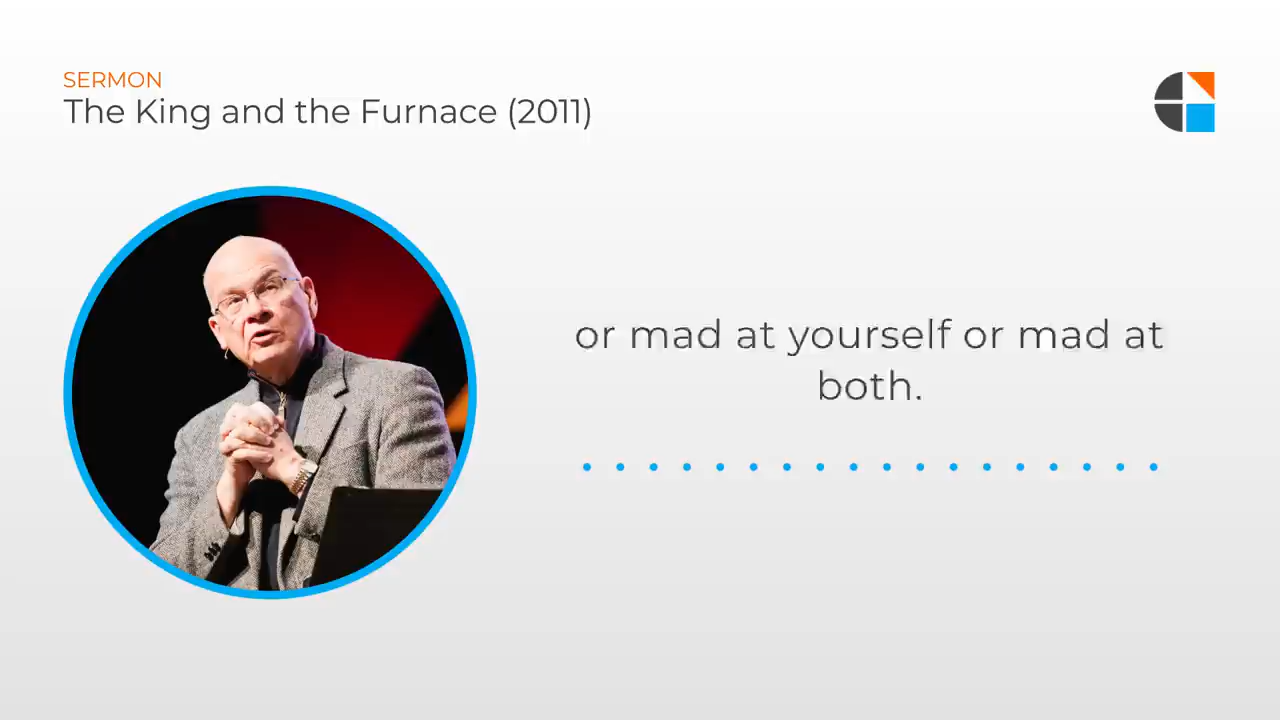 SERMON
The King and the Furnace (2011)
or mad at yourself or mad at
both.